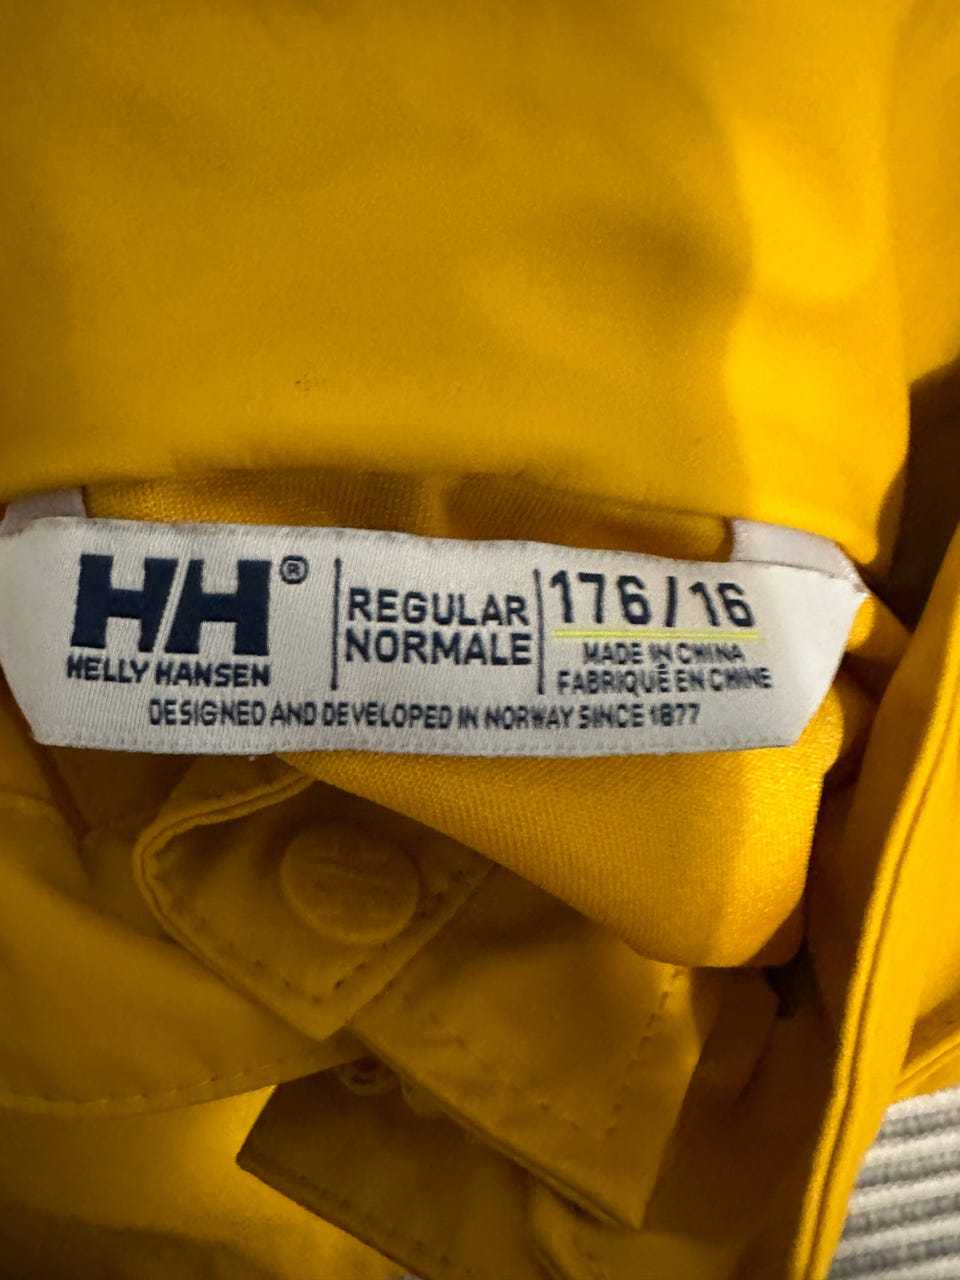 HH®
HELLY HANSEN
REGULAR
NORMALE
176/16
MADE IN CHINA
FABRIQUÉ EN CHINE
DESIGNED AND DEVELOPED IN NORWAY SINCE 1877
HH